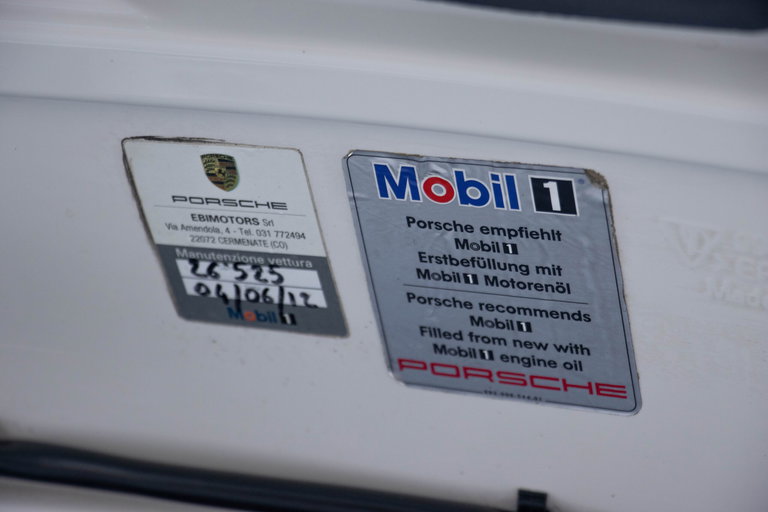 PORSCHE
EBIMOTORS Srl
Via Amendola, 4 - Tel. 031 772494
22072 CERMENATE (CO)
Manutenzione vettura
26 525
04/06/12
Mobil 1
Mobil 1
Porsche empfiehlt
Mobil 1
Erstbefüllung mit
Mobil 1 Motorenöl
Porsche recommends
Mobil 1
Filled from new with
Mobil 1 engine oil
PORSCHE